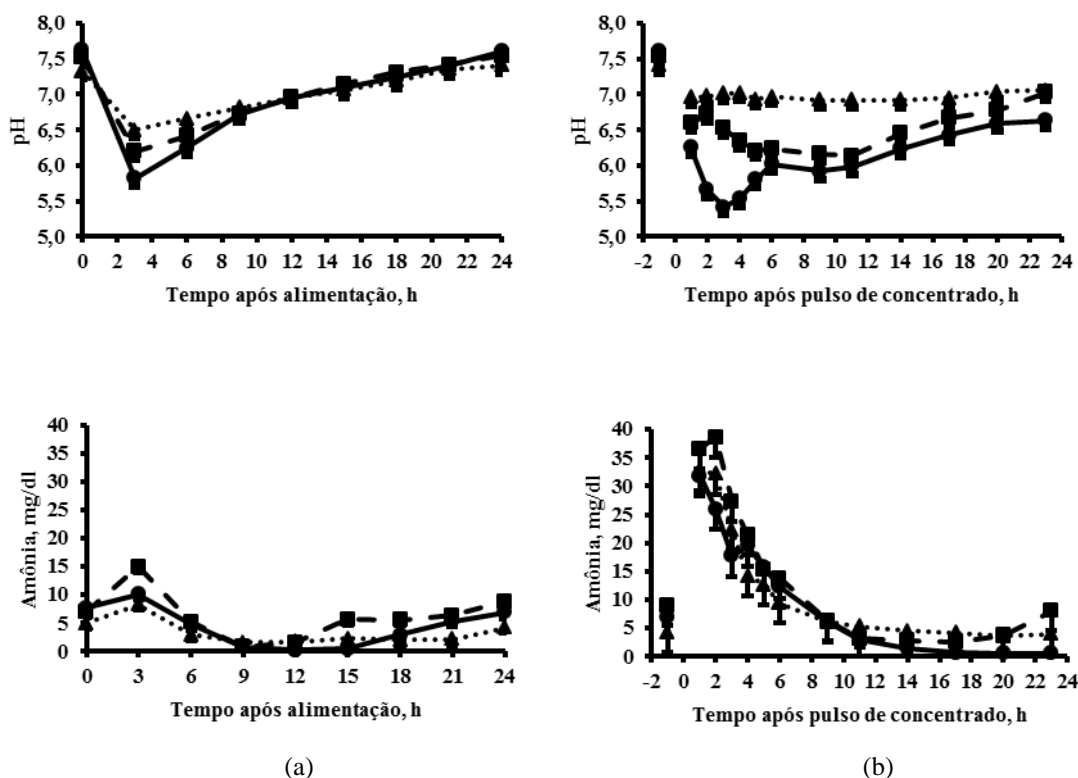 8,0
7,5
7,0
6,5
6,0
5,5
5,0
pH
0 2 4 6 8 10 12 14 16 18 20 22 24
Tempo após alimentação, h
8,0
7,5
7,0
6,5
6,0
5,5
5,0
pH
-2 0 2 4 6 8 10 12 14 16 18 20 22 24
Tempo após pulso de concentrado, h
40
35
30
25
20
15
10
5
0
Amônia, mg/dl
0 3 6 9 12 15 18 21 24
Tempo após alimentação, h
40
35
30
25
20
15
10
5
0
Amônia, mg/dl
-2 0 2 4 6 8 10 12 14 16 18 20 22 24
Tempo após pulso de concentrado, h
(a) (b)